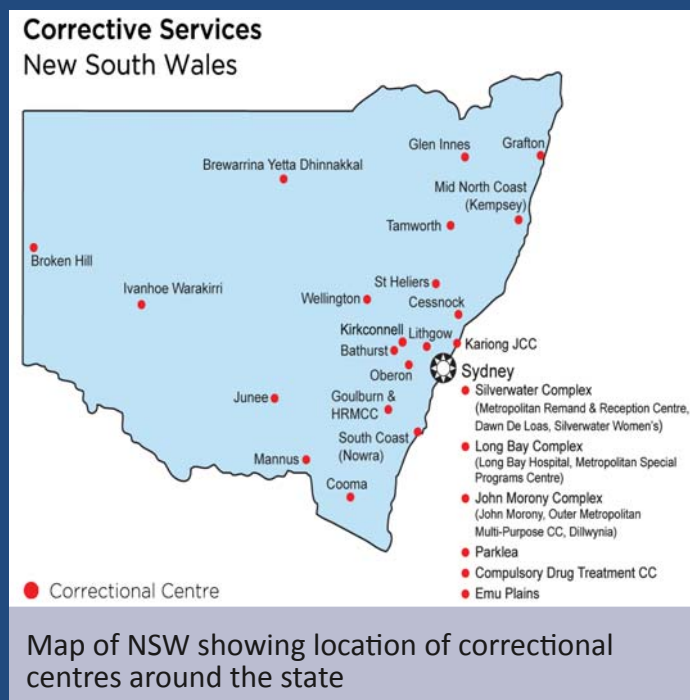 Corrective Services
New South Wales
Glen Innes
Grafton
Brewarrina Yetta Dhinnakkal
Mid North Coast
(Kempsey)
Tamworth
Broken Hill
St Heliers
Ivanhoe Warakirri
Wellington
Cessnock
Kirkconnell
Lithgow
Kariong JCC
Bathurst
Oberon
Sydney
Silverwater Complex
(Metropolitan Remand & Reception Centre,
Dawn De Loas, Silverwater Women's)
Junee
Goulburn &
HRMCC
South Coast
(Nowra)
Long Bay Complex
(Long Bay Hospital, Metropolitan Special
Programs Centre)
Mannus
Cooma
John Morony Complex
(John Morony, Outer Metropolitan
Multi-Purpose CC, Dillwynia)
Parklea
Compulsory Drug Treatment CC
Emu Plains
Correctional Centre
Map of NSW showing location of correctional
centres around the state